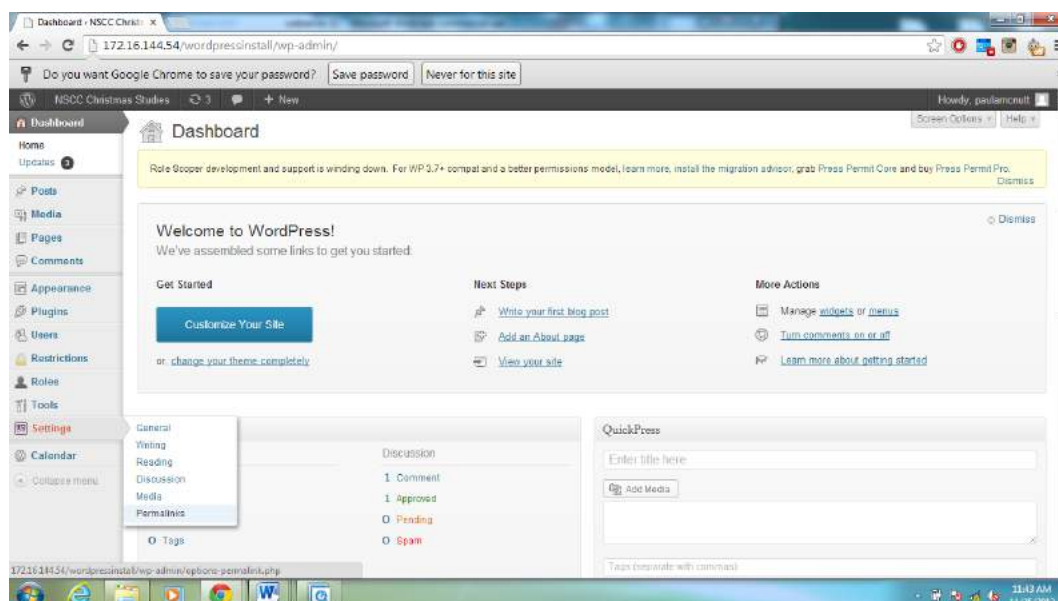 Dashboard ‹ NSCC Christ
172.16.144.54/wordpressinstall/wp-admin/
Do you want Google Chrome to save your password? Save password Never for this site
NSCC Christmas Studies 3 + New Howdy, paulamcnutt
Dashboard
Home
Updates 3
Posts
Media
Pages
Comments
Appearance
Plugins
Users
Restrictions
Roles
Tools
Settings
Calendar
Collapse menu
Screen Options Help
Dashboard
Role Scoper development and support is winding down. For WP 3.7+ compat and a better permissions model, learn more, install the migration advisor, grab Press Permit Core and buy Press Permit Pro.
Dismiss
Dismiss
Welcome to WordPress!
We've assembled some links to get you started:
Get Started
Customize Your Site
or, change your theme completely
Next Steps
Write your first blog post
Add an About page
View your site
More Actions
Manage widgets or menus
Turn comments on or off
Learn more about getting started
General
Writing
Reading
Discussion
Media
Permalinks
0 Tags
Discussion
1 Comment
1 Approved
0 Pending
0 Spam
QuickPress
Enter title here
Add Media
Tags (separate with commas)
172.16.144.54/wordpressinstall/wp-admin/options-permalink.php
W
11:43 AM